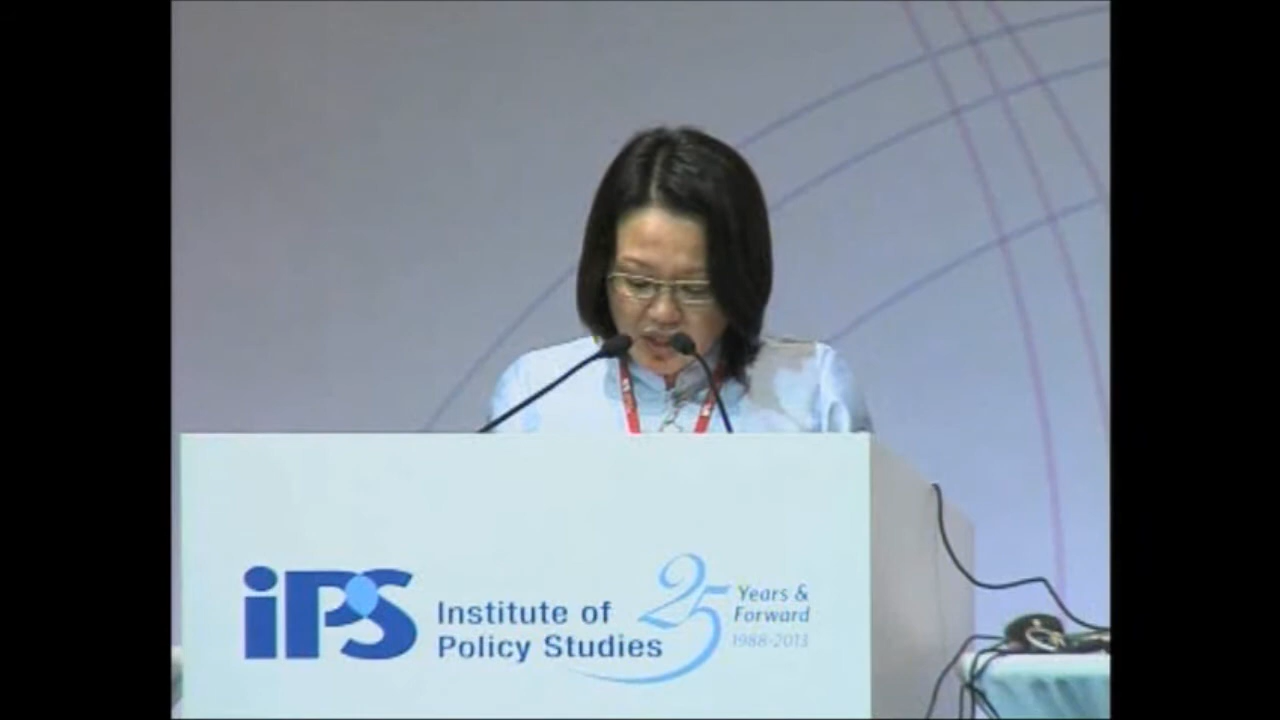 iPS
Institute of
Policy Studies
25
Years &
Forward
1988-2013